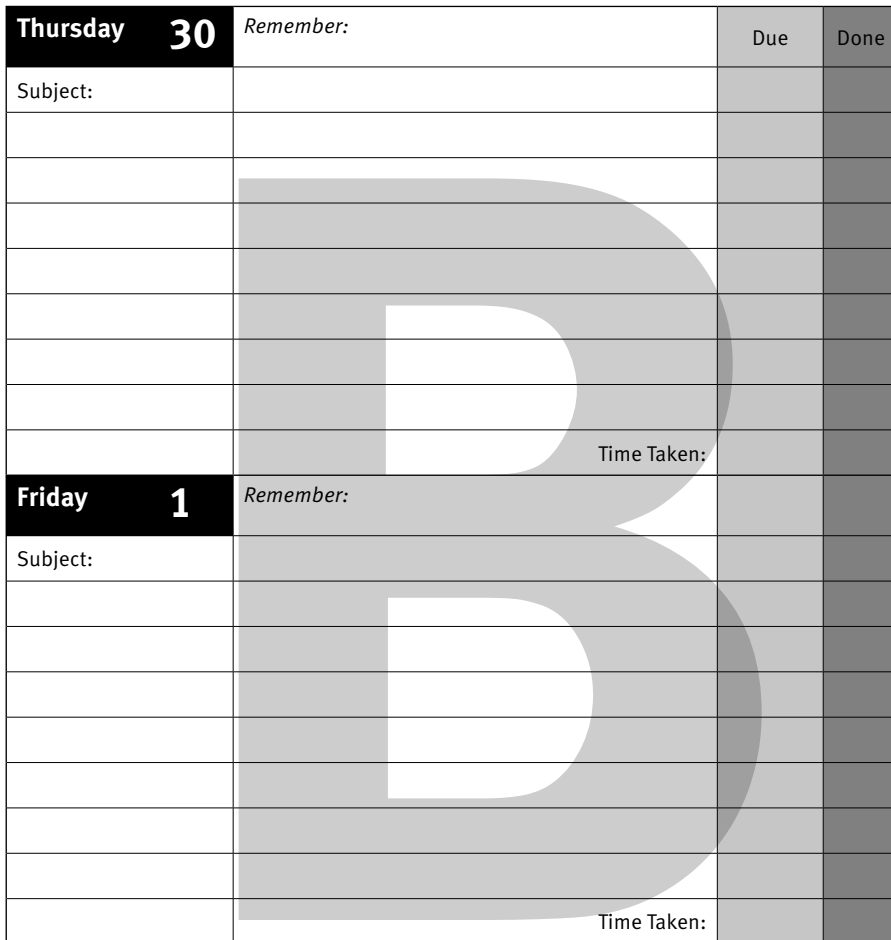 Thursday 30 Remember: Due Done
Subject:
B
Time Taken:
Friday 1 Remember:
Subject:
Time Taken: